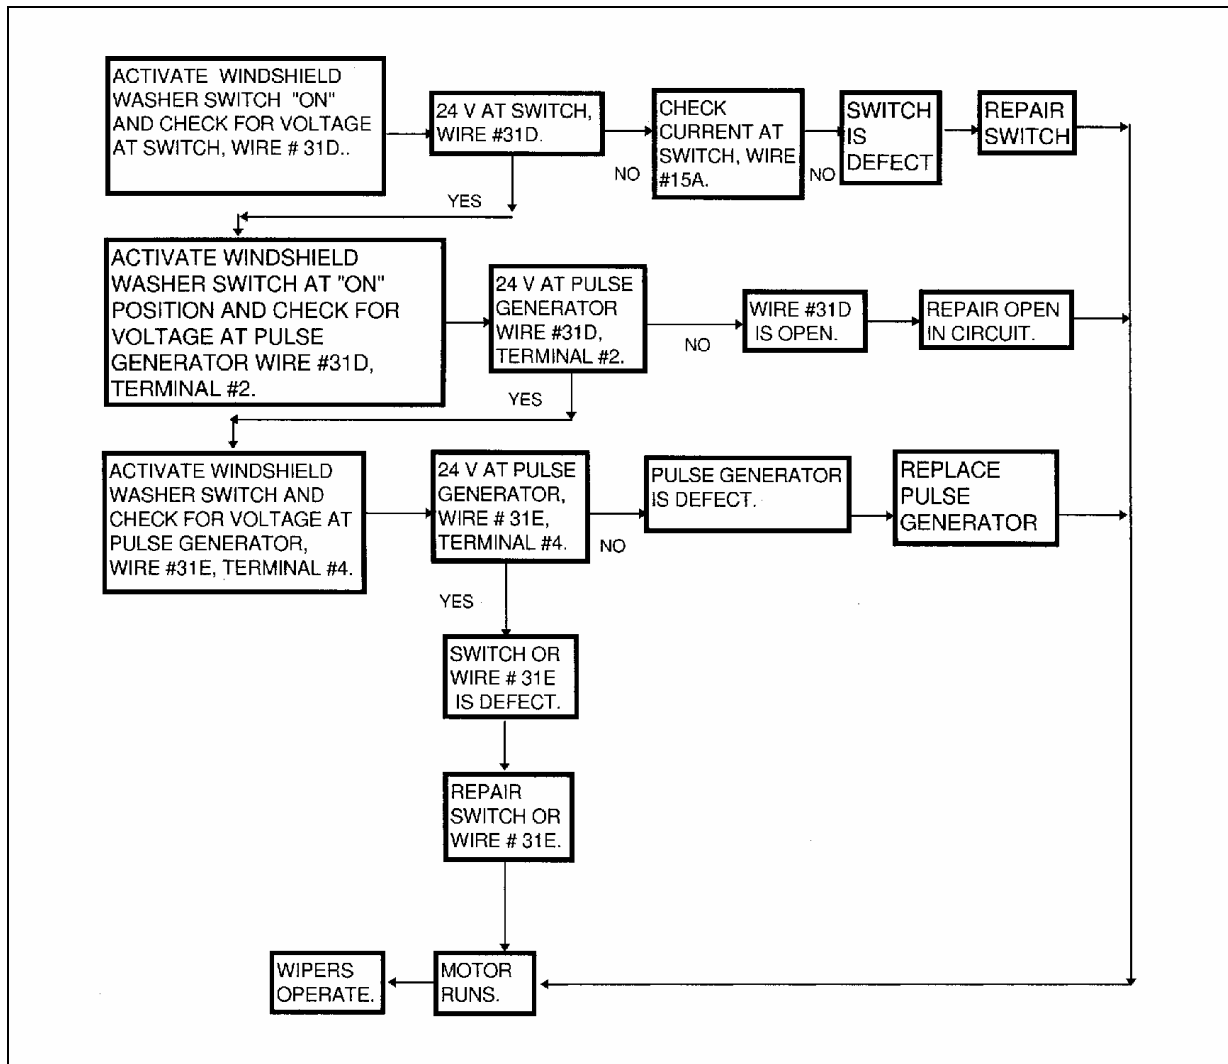 ACTIVATE WINDSHIELD
WASHER SWITCH "ON"
AND CHECK FOR VOLTAGE
AT SWITCH, WIRE # 31D..
24 V AT SWITCH,
WIRE #31D.
NO
CHECK
CURRENT AT
SWITCH, WIRE
#15A.
NO
SWITCH
IS
DEFECT
REPAIR
SWITCH
YES
ACTIVATE WINDSHIELD
WASHER SWITCH AT "ON"
POSITION AND CHECK FOR
VOLTAGE AT PULSE
GENERATOR WIRE #31D,
TERMINAL #2.
24 V AT PULSE
GENERATOR
WIRE #31D,
TERMINAL #2.
NO
WIRE #31D
IS OPEN.
REPAIR OPEN
IN CIRCUIT.
YES
ACTIVATE WINDSHIELD
WASHER SWITCH AND
CHECK FOR VOLTAGE AT
PULSE GENERATOR,
WIRE #31E, TERMINAL #4.
24 V AT PULSE
GENERATOR,
WIRE # 31E,
TERMINAL #4.
NO
PULSE GENERATOR
IS DEFECT.
REPLACE
PULSE
GENERATOR
YES
SWITCH OR
WIRE # 31E
IS DEFECT.
REPAIR
SWITCH OR
WIRE # 31E.
WIPERS
OPERATE.
MOTOR
RUNS.